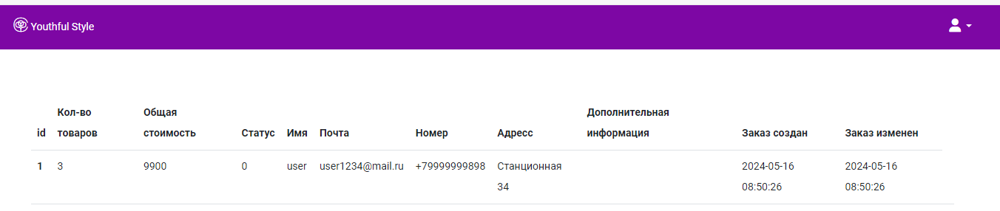 Youthful Style
Кол-во Общая Дополнительная
id товаров стоимость Статус Имя Почта Номер Адресс информация Заказ создан Заказ изменен
1 3 9900 0 user user1234@mail.ru +79999999898 Станционная 2024-05-16 2024-05-16
34 08:50:26 08:50:26